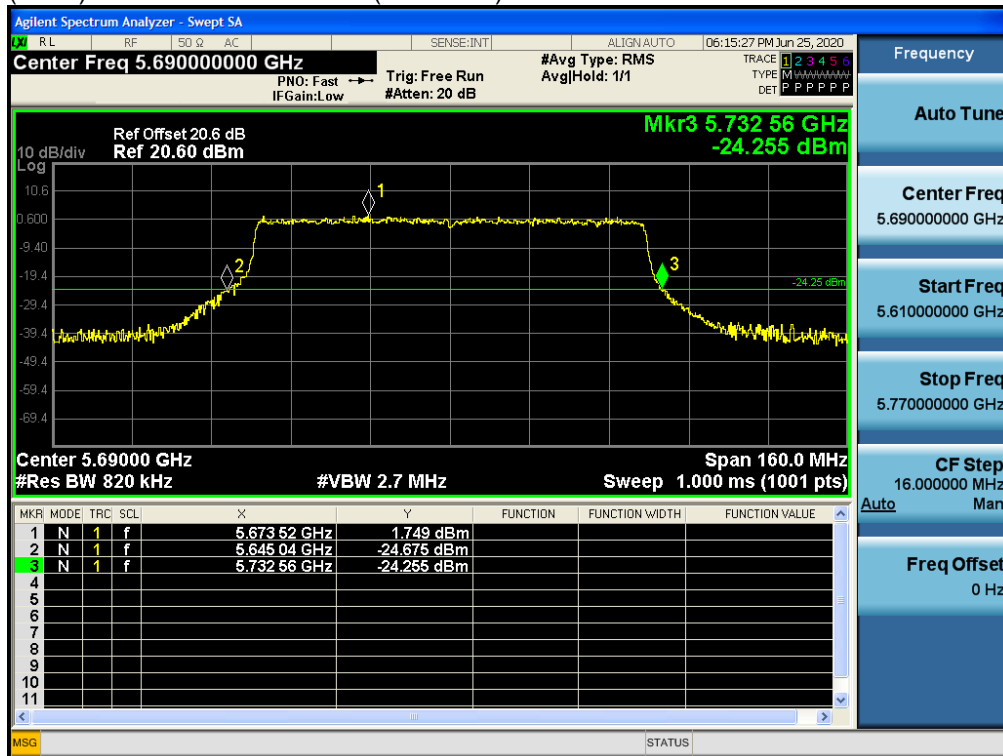 Agilent Spectrum Analyzer - Swept SA
LXI RL RF 50 Ω AC SENSE:INT ALIGN AUTO 06:15:27 PM Jun 25, 2020
Center Freq 5.690000000 GHz #Avg Type: RMS TRACE 1 2 3 4 5 6
PNO: Fast Trig: Free Run Avg|Hold: 1/1 TYPE M
IFGain:Low #Atten: 20 dB DET P P P P P P
Mkr3 5.732 56 GHz
Ref Offset 20.6 dB
10 dB/div Ref 20.60 dBm -24.255 dBm
Log
10.6
1
0.600
-9.40
2
3
-19.4
-24.25 dBm
-29.4
-39.4
-49.4
-59.4
-69.4
Center 5.69000 GHz Span 160.0 MHz
#Res BW 820 kHz #VBW 2.7 MHz Sweep 1.000 ms (1001 pts)
MKR MODE TRC SCL X Y FUNCTION FUNCTION WIDTH FUNCTION VALUE
1 N 1 f 5.673 52 GHz 1.749 dBm
2 N 1 f 5.645 04 GHz -24.675 dBm
3 N 1 f 5.732 56 GHz -24.255 dBm
4
5
6
7
8
9
10
11
MSG STATUS
Frequency
Auto Tune
Center Freq
5.690000000 GHz
Start Freq
5.610000000 GHz
Stop Freq
5.770000000 GHz
CF Step
16.000000 MHz
Auto Man
Freq Offset
0 Hz